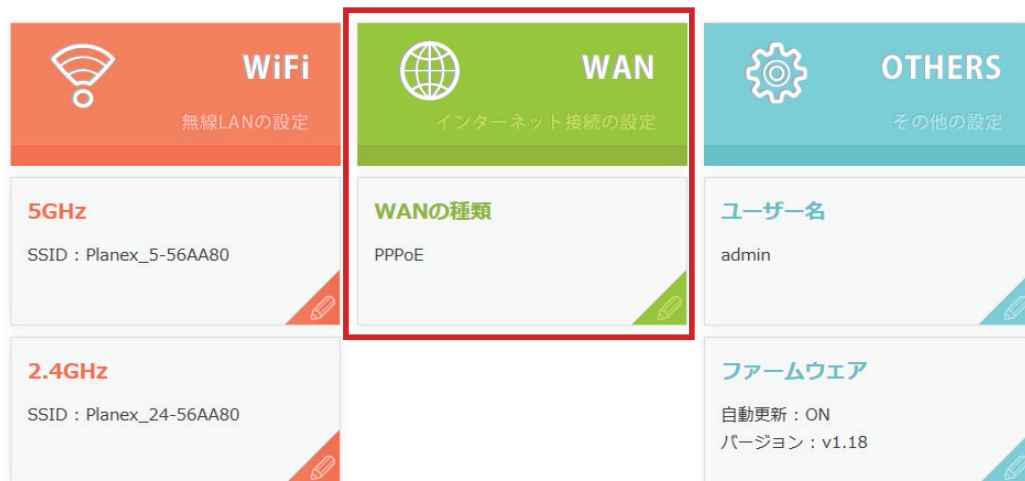 WiFi
無線LANの設定
WAN
インターネット接続の設定
OTHERS
その他の設定
5GHz
SSID：Planex_5-56AA80
WANの種類
PPPoE
ユーザー名
admin
2.4GHz
SSID：Planex_24-56AA80
ファームウェア
自動更新：ON
バージョン：v1.18